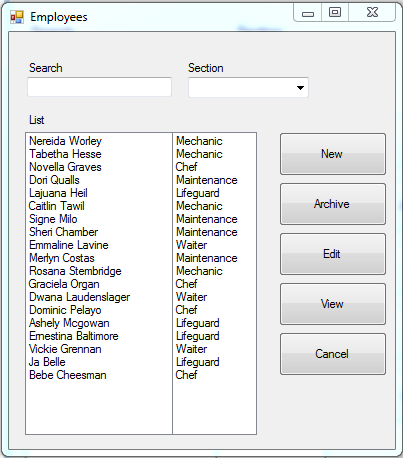 Employees
Search Section
List
Nereida Worley Mechanic
Tabetha Hesse Mechanic
Novella Graves Chef
Dori Qualls Maintenance
Lajuana Heil Lifeguard
Caitlin Tawil Mechanic
Signe Milo Maintenance
Sheri Chamber Maintenance
Emmaline Lavine Waiter
Merlyn Costas Maintenance
Rosana Stembridge Mechanic
Graciela Organ Chef
Dwana Laudenslager Waiter
Dominic Pelayo Chef
Ashely Mcgowan Lifeguard
Ernestina Baltimore Lifeguard
Vickie Grennan Waiter
Ja Belle Lifeguard
Bebe Cheesman Chef
New
Archive
Edit
View
Cancel